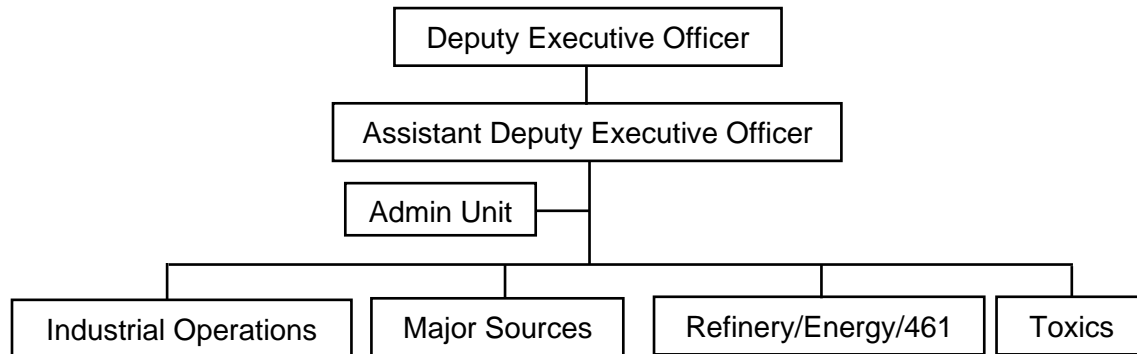 Deputy Executive Officer
Assistant Deputy Executive Officer
Admin Unit
Industrial Operations
Major Sources
Refinery/Energy/461
Toxics